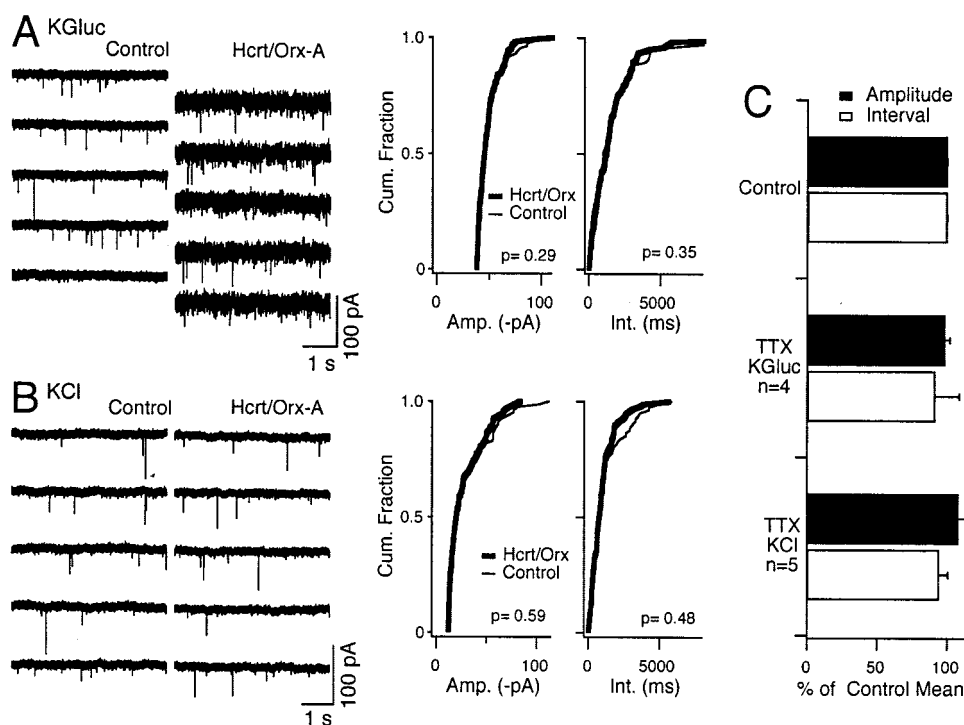 A KGluc
Control
Hcrt/Orx-A
100 pA
1 s
Cum. Fraction
1.0
0.5
0
Hcrt/Orx
Control
p= 0.29
0
100
Amp. (-pA)
p= 0.35
0
5000
Int. (ms)
B KCl
Control
Hcrt/Orx-A
100 pA
1 s
Cum. Fraction
1.0
0.5
0
Hcrt/Orx
Control
p= 0.59
0
100
Amp. (-pA)
p= 0.48
0
5000
Int. (ms)
C
Amplitude
Interval
Control
TTX
KGluc
n=4
TTX
KCl
n=5
0
50
100
% of Control Mean